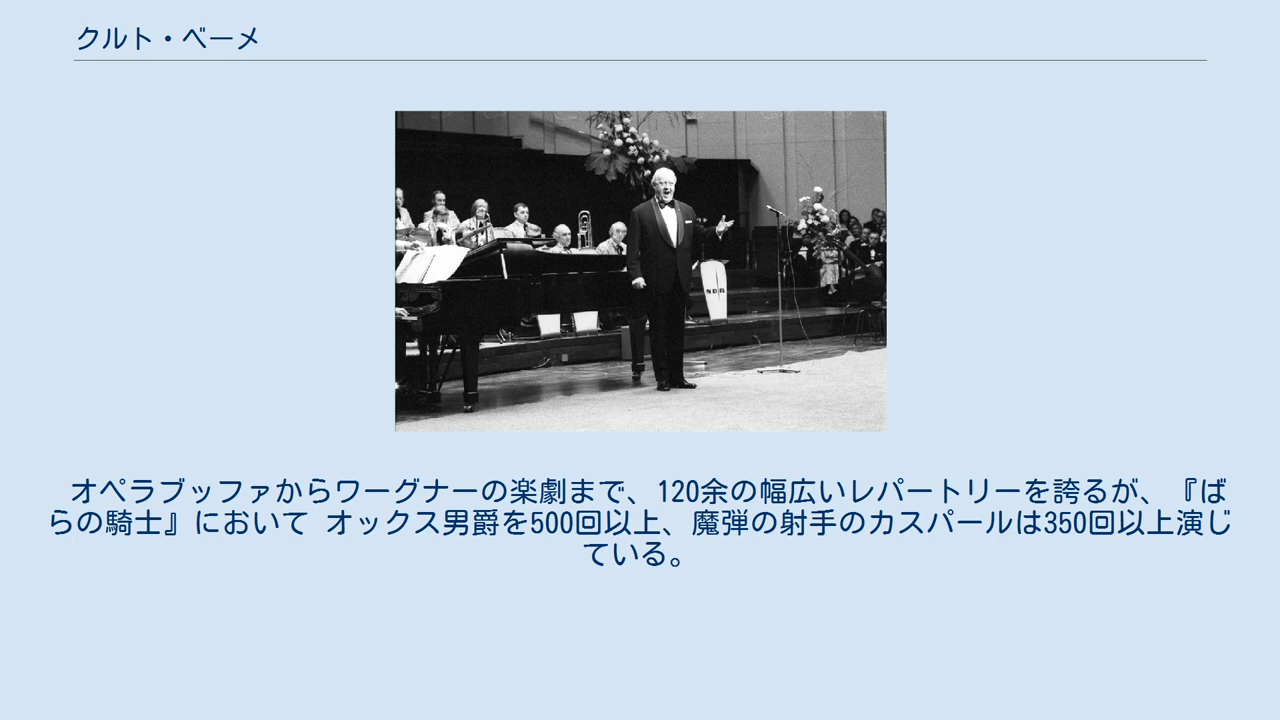 クルト・ベーメ
NDR
オペラブッファからワーグナーの楽劇まで、120余の幅広いレパートリーを誇るが、『ば
らの騎士』において オックス男爵を500回以上、魔弾の射手のカスパールは350回以上演じ
ている。